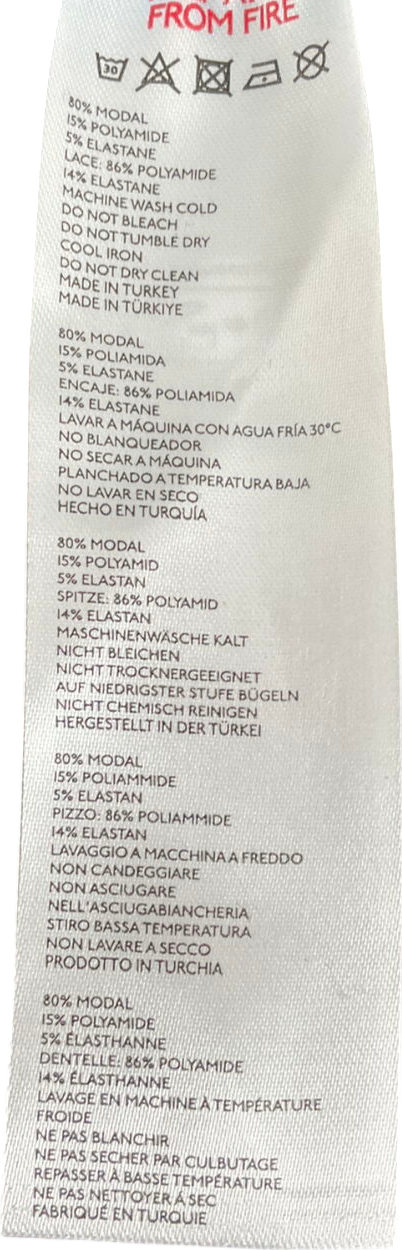 FROM FIRE
30
80% MODAL
15% POLYAMIDE
5% ELASTANE
LACE: 86% POLYAMIDE
14% ELASTANE
MACHINE WASH COLD
DO NOT BLEACH
DO NOT TUMBLE DRY
COOL IRON
DO NOT DRY CLEAN
MADE IN TURKEY
MADE IN TÜRKIYE
80% MODAL
15% POLIAMIDA
5% ELASTANE
ENCAJE: 86% POLIAMIDA
14% ELASTANE
LAVAR A MÁQUINA CON AGUA FRÍA 30°C
NO BLANQUEADOR
NO SECAR A MÁQUINA
PLANCHADO A TEMPERATURA BAJA
NO LAVAR EN SECO
HECHO EN TURQUÍA
80% MODAL
15% POLYAMID
5% ELASTAN
SPITZE: 86% POLYAMID
14% ELASTAN
MASCHINENWÄSCHE KALT
NICHT BLEICHEN
NICHT TROCKNERGEEIGNET
AUF NIEDRIGSTER STUFE BÜGELN
NICHT CHEMISCH REINIGEN
HERGESTELLT IN DER TÜRKEI
80% MODAL
15% POLIAMMIDE
5% ELASTAN
PIZZO: 86% POLIAMMIDE
14% ELASTAN
LAVAGGIO A MACCHINA A FREDDO
NON CANDEGGIARE
NON ASCIUGARE
NELL'ASCIUGABIANCHERIA
STIRO BASSA TEMPERATURA
NON LAVARE A SECCO
PRODOTTO IN TURCHIA
80% MODAL
15% POLYAMIDE
5% ÉLASTHANNE
DENTELLE: 86% POLYAMIDE
14% ÉLASTHANNE
LAVAGE EN MACHINE À TEMPÉRATURE
FROIDE
NE PAS BLANCHIR
NE PAS SECHER PAR CULBUTAGE
REPASSER À BASSE TEMPÉRATURE
NE PAS NETTOYER A SEC
FABRIQUÉ EN TURQUIE